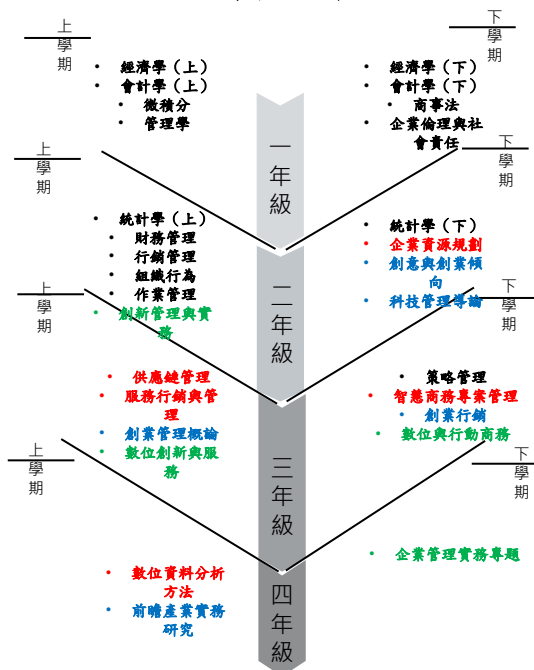 上學期
下學期
• 經濟學（上）
• 會計學（上）
• 微積分
• 管理學
一年級
• 經濟學（下）
• 會計學（下）
• 商事法
• 企業倫理與社
會責任
上學期
下學期
• 統計學（上）
• 財務管理
• 行銷管理
• 組織行為
• 作業管理
• 創新管理與實
務
二年級
• 統計學（下）
• 企業資源規劃
• 創意與創業傾
向
• 科技管理導論
上學期
下學期
• 供應鏈管理
• 服務行銷與管
理
• 創業管理概論
• 數位創新與服
務
三年級
• 策略管理
• 智慧商務專案管理
• 創業行銷
• 數位與行動商務
上學期
下學期
• 數位資料分析
方法
• 前瞻產業實務
研究
四年級
• 企業管理實務專題